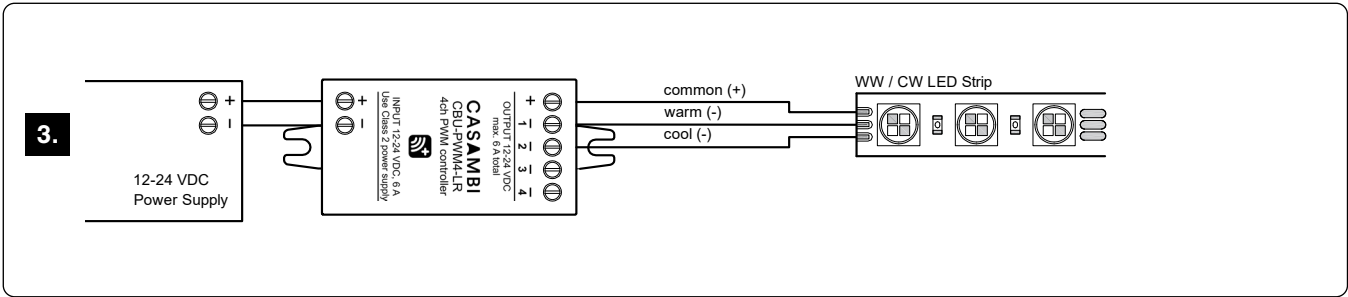 3.
12-24 VDC
Power Supply
+
–
+
–
INPUT 12-24 VDC, 6 A
Use Class 2 power supply
CASAMBI
CBU-PWM4-LR
4ch PWM controller
OUTPUT 12-24 VDC
max. 6 A total
+
1 –
2 –
3 –
4 –
common (+)
warm (-)
cool (-)
WW / CW LED Strip
0
0